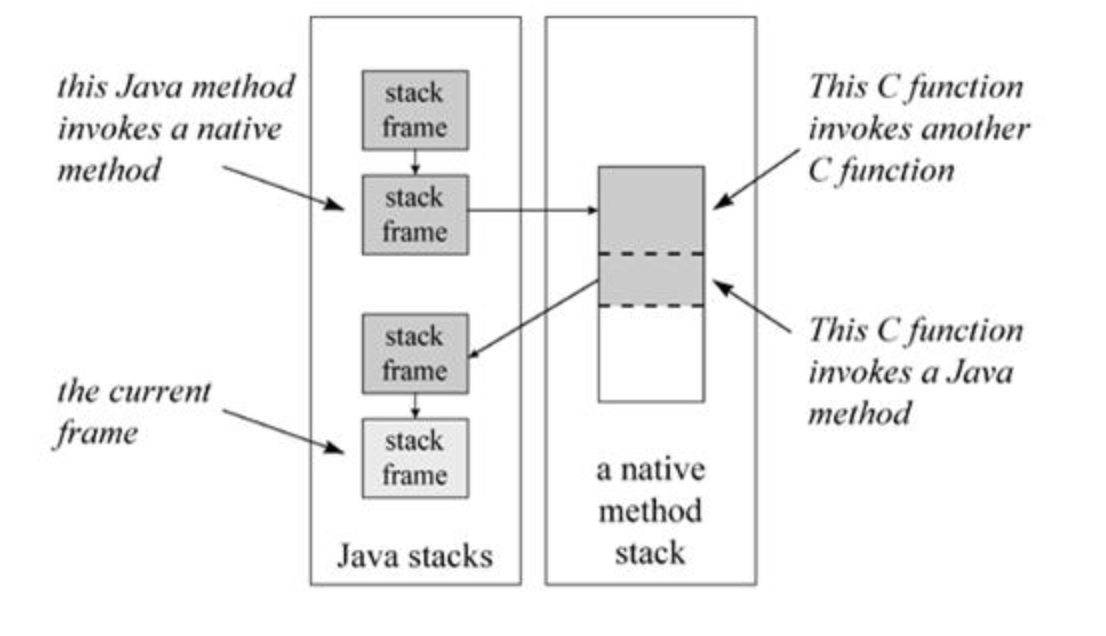 this Java method
invokes a native
method
stack
frame
stack
frame
This C function
invokes another
C function
the current
frame
stack
frame
stack
frame
This C function
invokes a Java
method
Java stacks
a native
method
stack